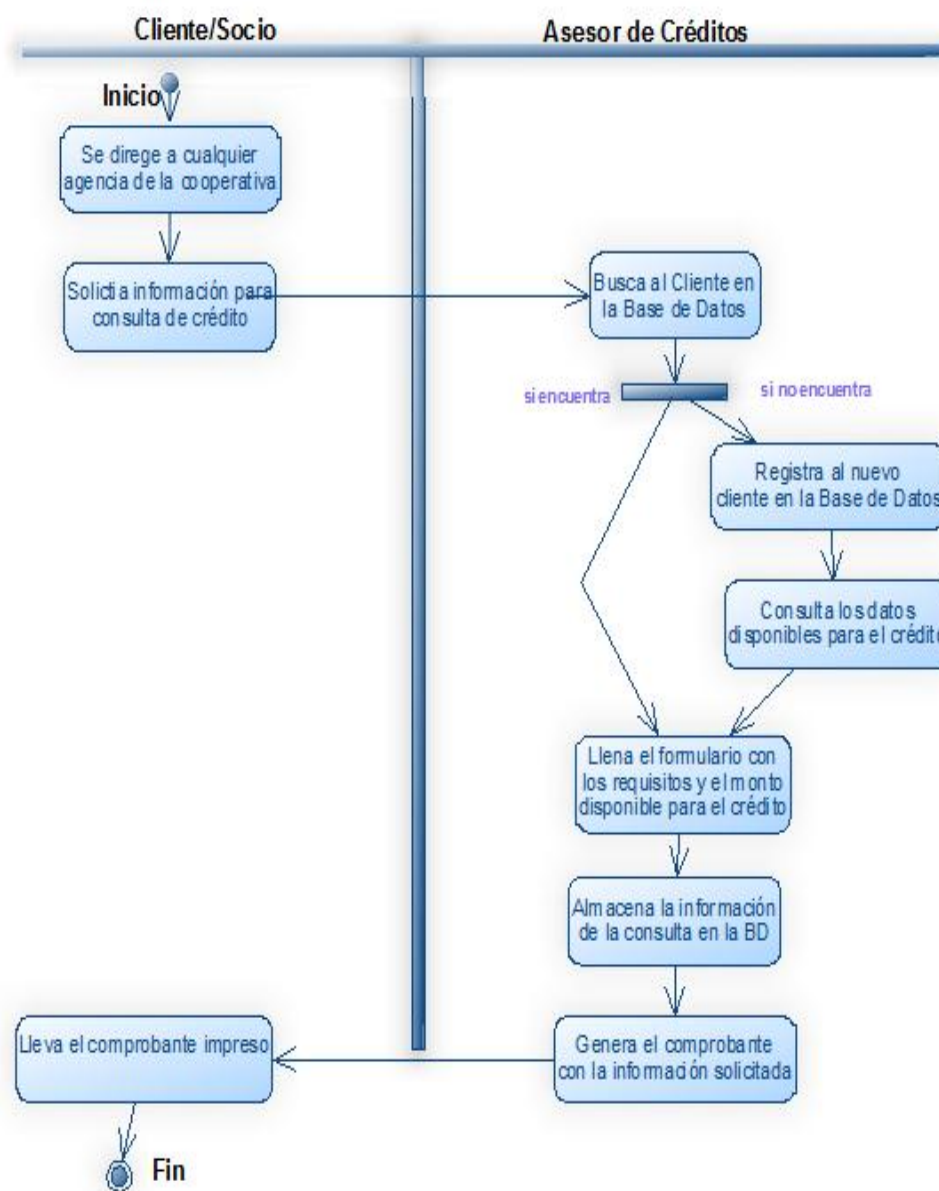 Cliente/Socio
Asesor de Créditos
Inicio
Se direge a cualquier
agencia de la cooperativa
Solictia información para
consulta de crédito
Busca al Cliente en
la Base de Datos
si encuentra
si no encuentra
Registra al nuevo
cliente en la Base de Datos
Consulta los datos
disponibles para el crédito
Llena el formulario con
los requisitos y el monto
disponible para el crédito
Almacena la información
de la consulta en la BD
Genera el comprobante
con la información solicitada
Lleva el comprobante impreso
Fin